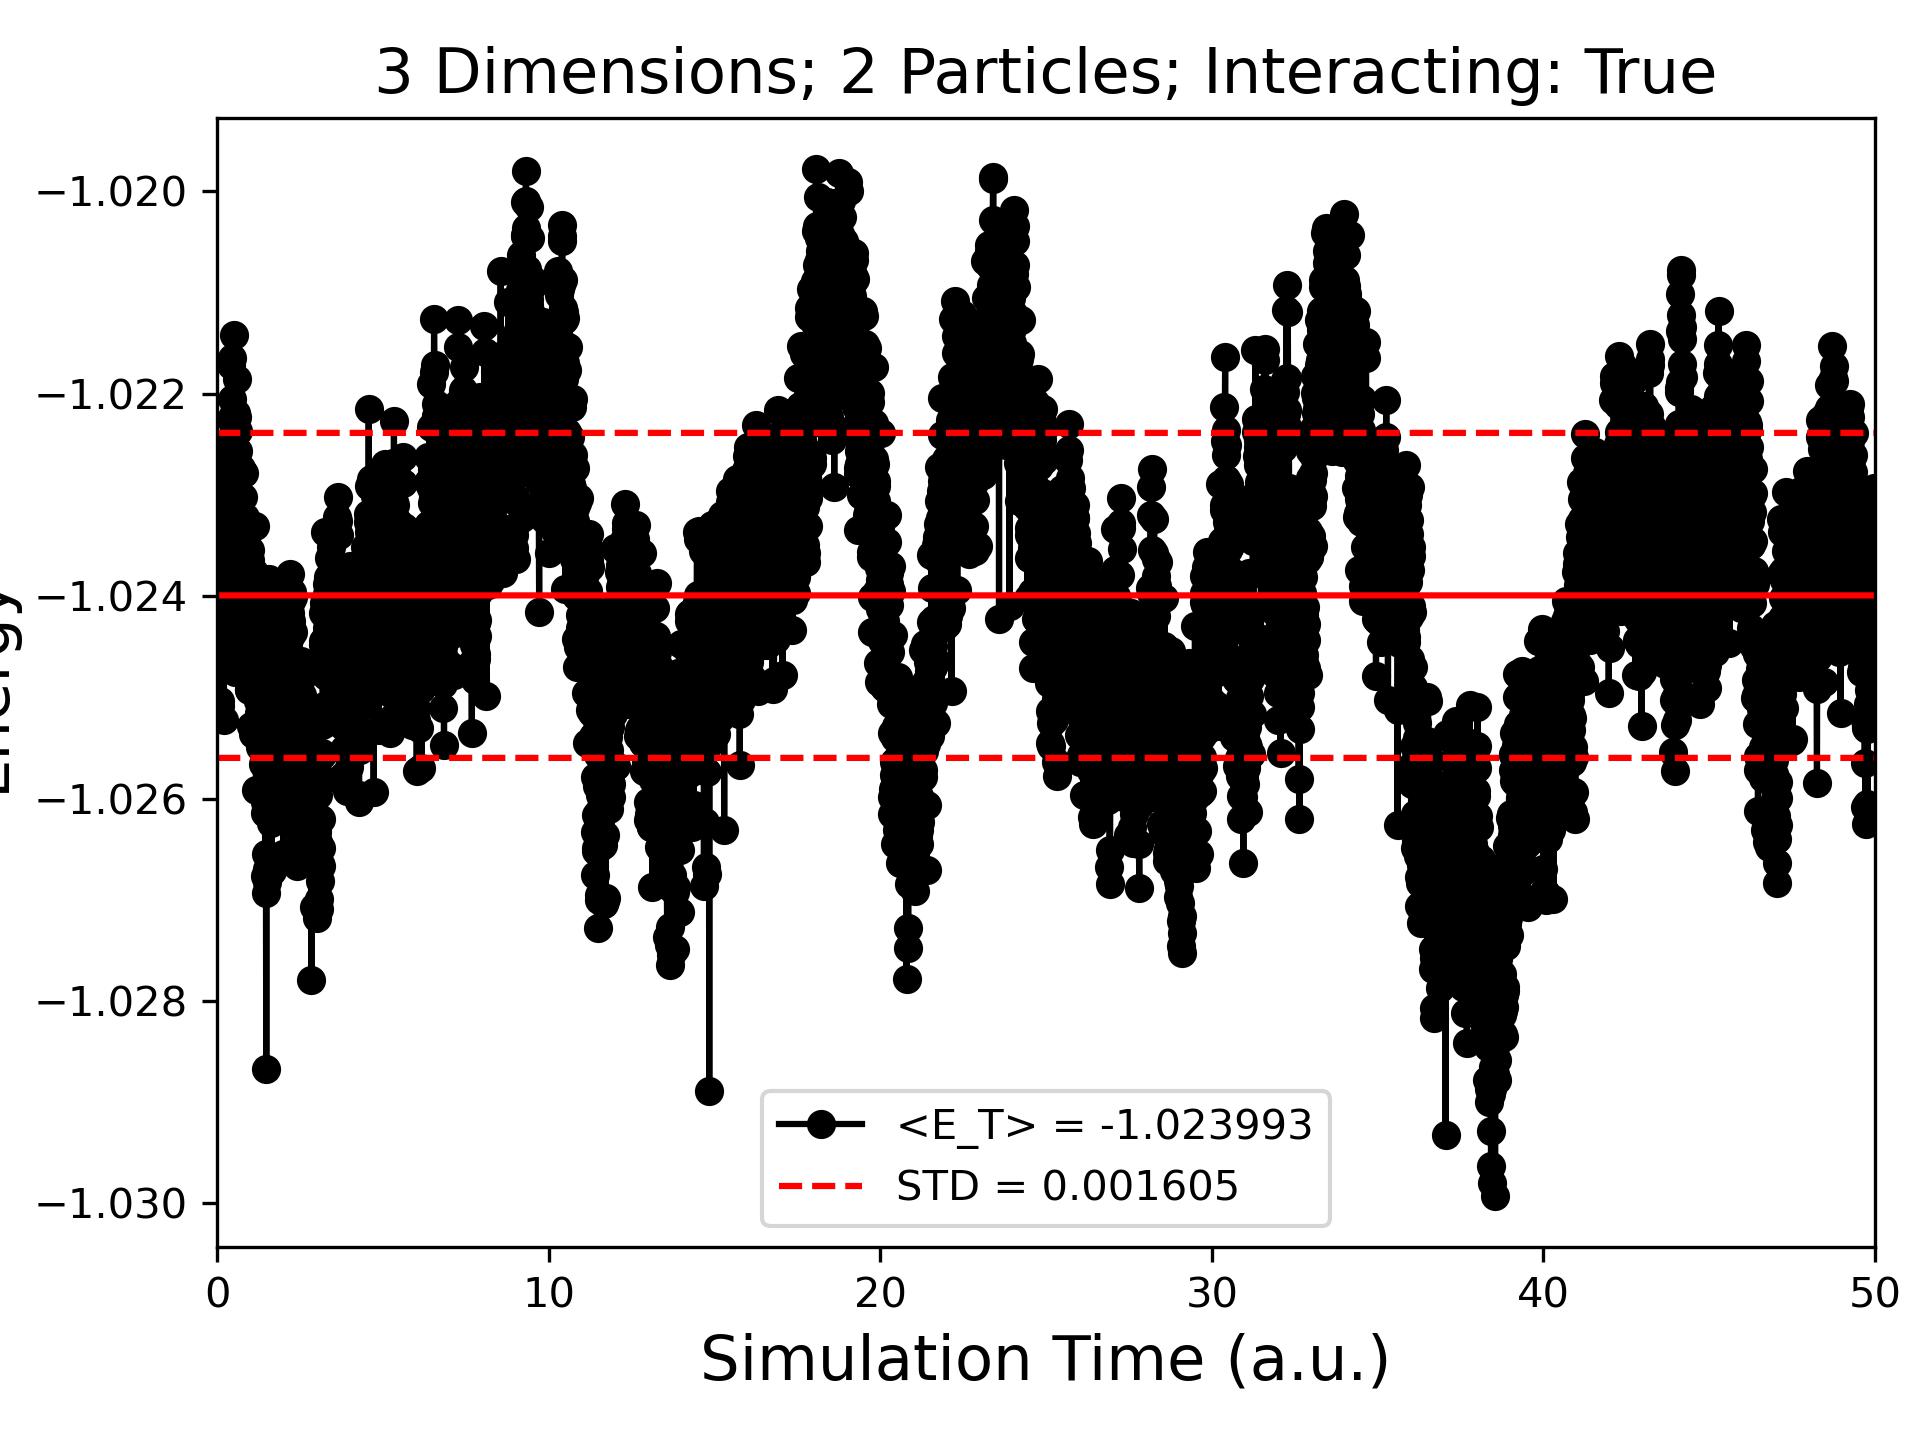 3 Dimensions; 2 Particles; Interacting: True
−1.020
−1.022
−1.024
−1.026
−1.028
−1.030
<E_T> = -1.023993
STD = 0.001605
0 10 20 30 40 50
Simulation Time (a.u.)